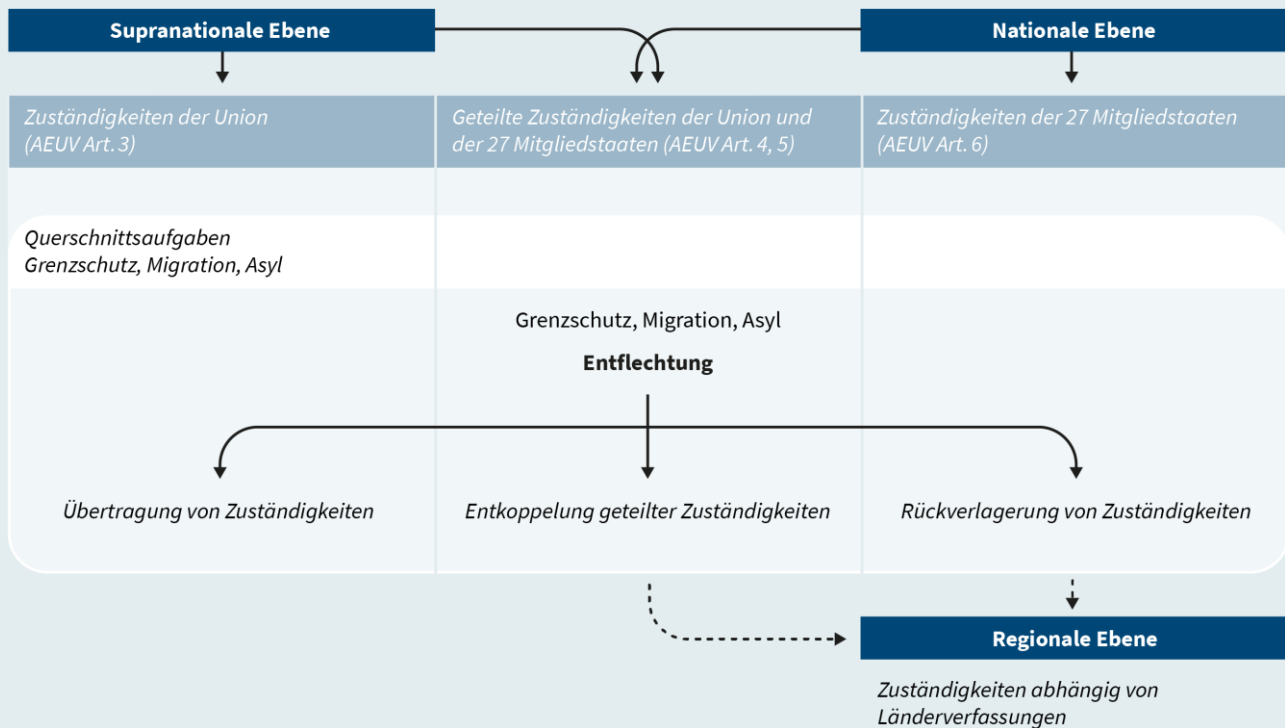 Supranationale Ebene
Nationale Ebene
Zuständigkeiten der Union
(AEUV Art. 3)
Geteilte Zuständigkeiten der Union und
der 27 Mitgliedstaaten (AEUV Art. 4, 5)
Zuständigkeiten der 27 Mitgliedstaaten
(AEUV Art. 6)
Querschnittsaufgaben
Grenzschutz, Migration, Asyl
Grenzschutz, Migration, Asyl
Entflechtung
Übertragung von Zuständigkeiten
Entkoppelung geteilter Zuständigkeiten
Rückverlagerung von Zuständigkeiten
Regionale Ebene
Zuständigkeiten abhängig von
Länderverfassungen